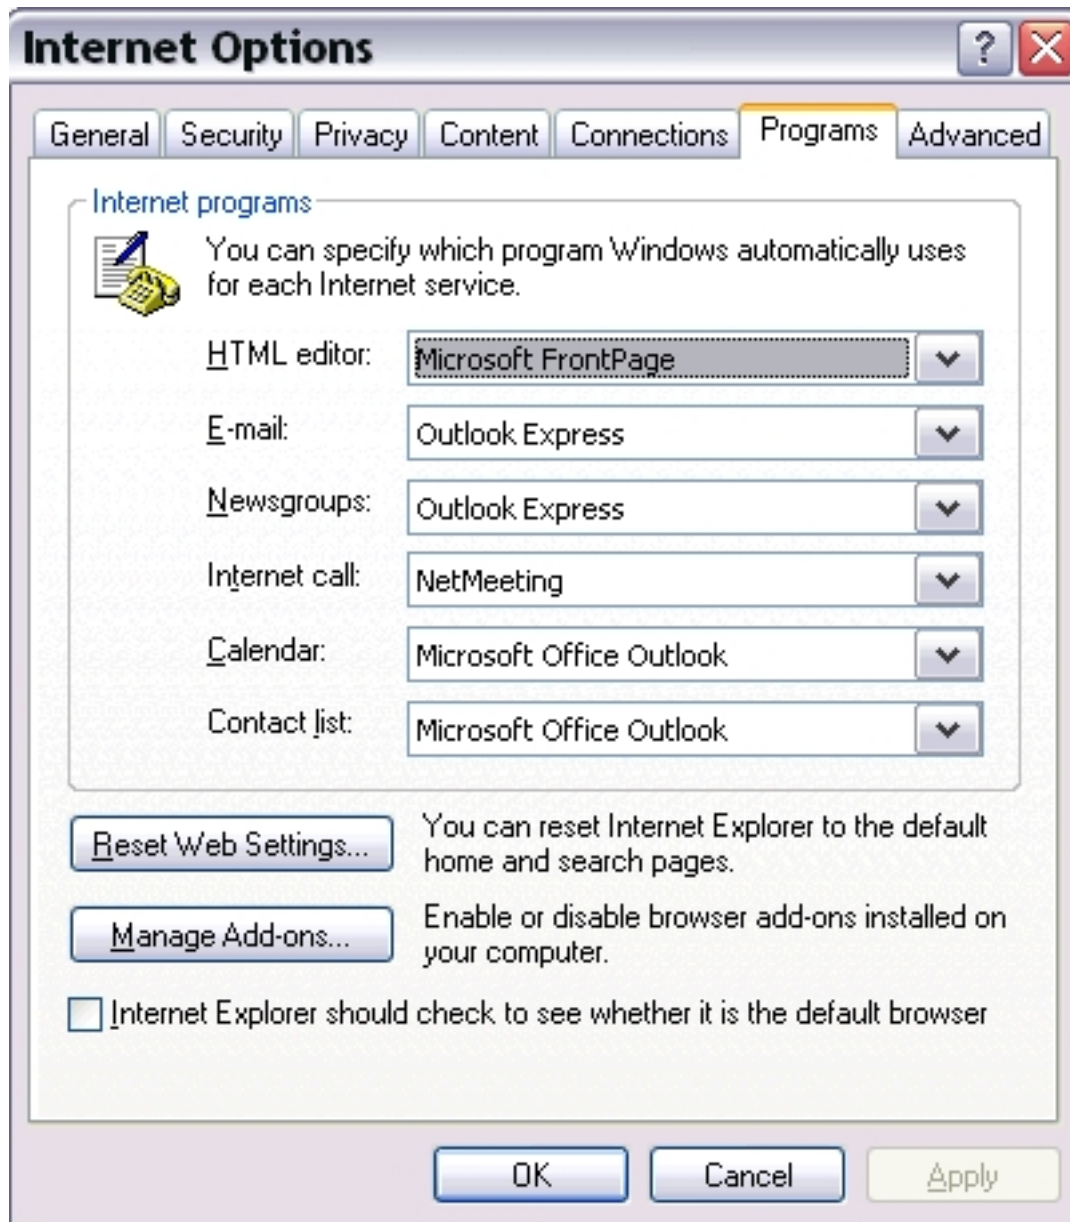 Internet Options
General Security Privacy Content Connections Programs Advanced
Internet programs
You can specify which program Windows automatically uses
for each Internet service.
HTML editor: Microsoft FrontPage
E-mail: Outlook Express
Newsgroups: Outlook Express
Internet call: NetMeeting
Calendar: Microsoft Office Outlook
Contact list: Microsoft Office Outlook
Reset Web Settings...
You can reset Internet Explorer to the default
home and search pages.
Manage Add-ons...
Enable or disable browser add-ons installed on
your computer.
Internet Explorer should check to see whether it is the default browser
OK Cancel Apply